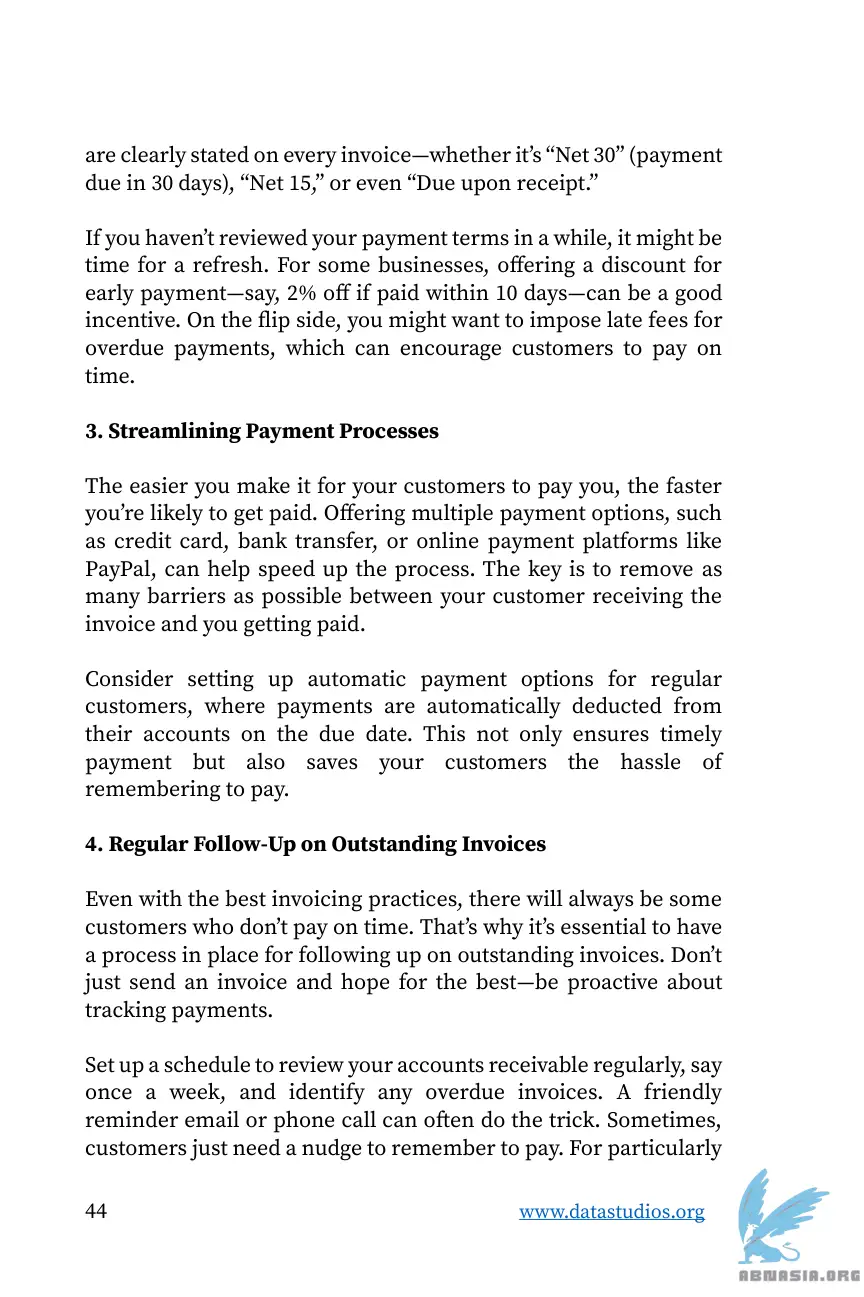 are clearly stated on every invoice—whether it’s “Net 30” (payment
due in 30 days), “Net 15,” or even “Due upon receipt.”
If you haven’t reviewed your payment terms in a while, it might be
time for a refresh. For some businesses, offering a discount for
early payment—say, 2% off if paid within 10 days—can be a good
incentive. On the flip side, you might want to impose late fees for
overdue payments, which can encourage customers to pay on
time.
3. Streamlining Payment Processes
The easier you make it for your customers to pay you, the faster
you’re likely to get paid. Offering multiple payment options, such
as credit card, bank transfer, or online payment platforms like
PayPal, can help speed up the process. The key is to remove as
many barriers as possible between your customer receiving the
invoice and you getting paid.
Consider setting up automatic payment options for regular
customers, where payments are automatically deducted from
their accounts on the due date. This not only ensures timely
payment but also saves your customers the hassle of
remembering to pay.
4. Regular Follow-Up on Outstanding Invoices
Even with the best invoicing practices, there will always be some
customers who don’t pay on time. That’s why it’s essential to have
a process in place for following up on outstanding invoices. Don’t
just send an invoice and hope for the best—be proactive about
tracking payments.
Set up a schedule to review your accounts receivable regularly, say
once a week, and identify any overdue invoices. A friendly
reminder email or phone call can often do the trick. Sometimes,
customers just need a nudge to remember to pay. For particularly
44 www.datastudios.org
ABNASIA.ORG